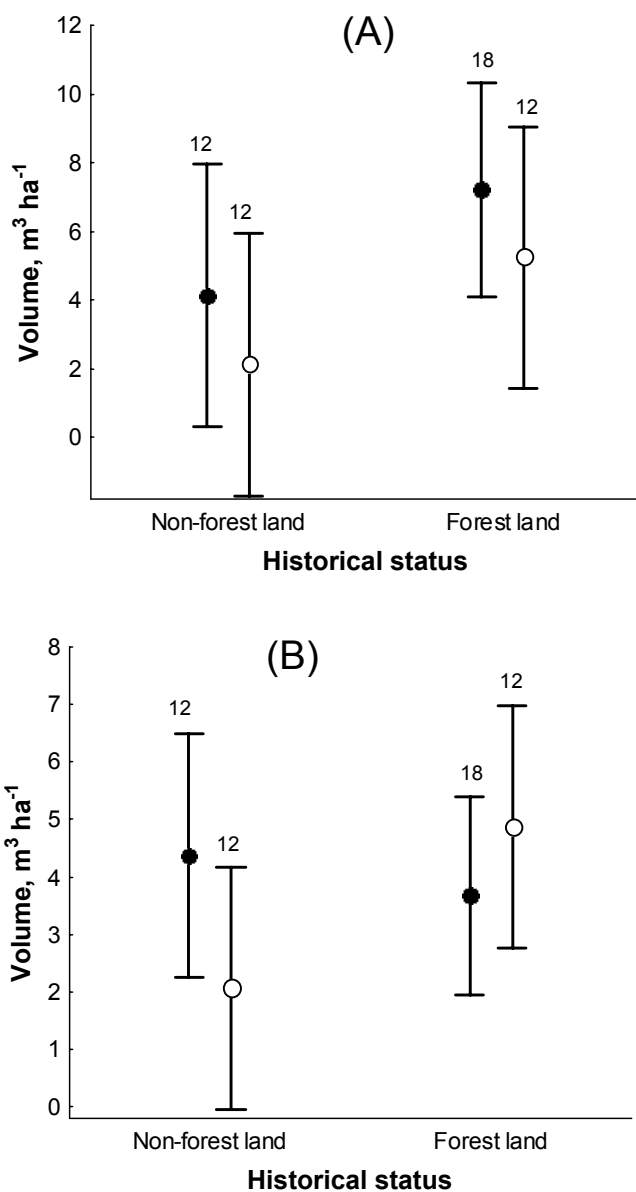 (A)
12
10
8
6
4
2
0
Volume, m³ ha⁻¹
12
12
18
12
Non-forest land
Forest land
Historical status
(B)
8
7
6
5
4
3
2
1
0
Volume, m³ ha⁻¹
12
12
18
12
Non-forest land
Forest land
Historical status